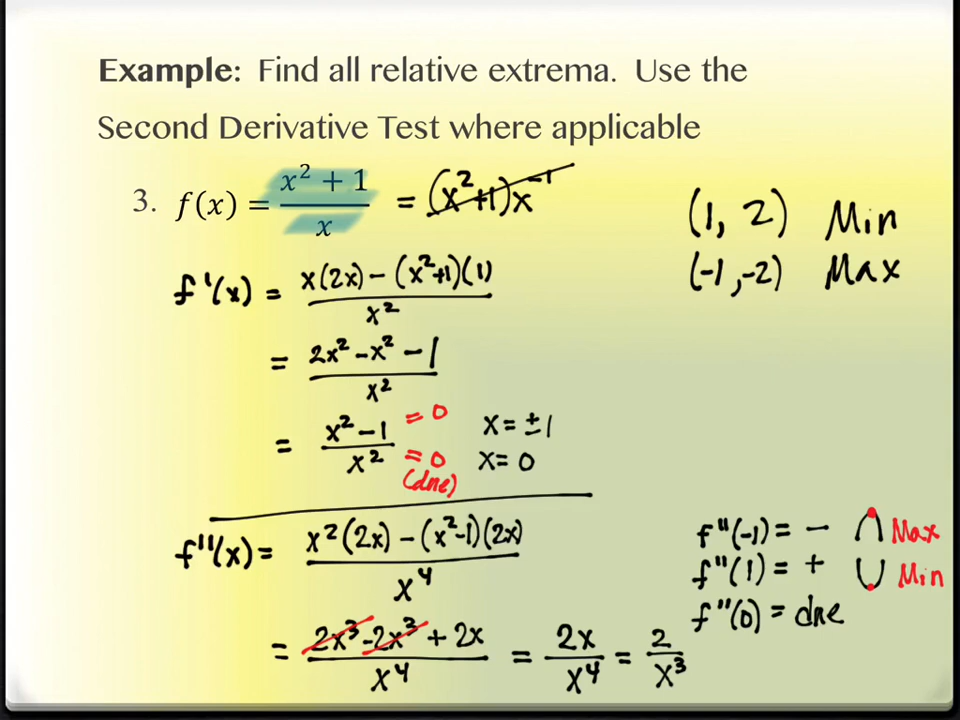 Example: Find all relative extrema. Use the
Second Derivative Test where applicable
3. f(x) = (x² + 1)/x = (x²+1)x⁻¹
(1, 2) Min
(-1, -2) Max
f'(x) = (x(2x) - (x²+1)(1))/x²
= (2x² - x² - 1)/x²
= (x² - 1)/x² = 0 x = ±1
= 0 x = 0
(dne)
f''(x) = (x²(2x) - (x²-1)(2x))/x⁴
= (2x³ - 2x³ + 2x)/x⁴ = 2x/x⁴ = 2/x³
f''(-1) = - ∩ Max
f''(1) = + ∪ Min
f''(0) = dne